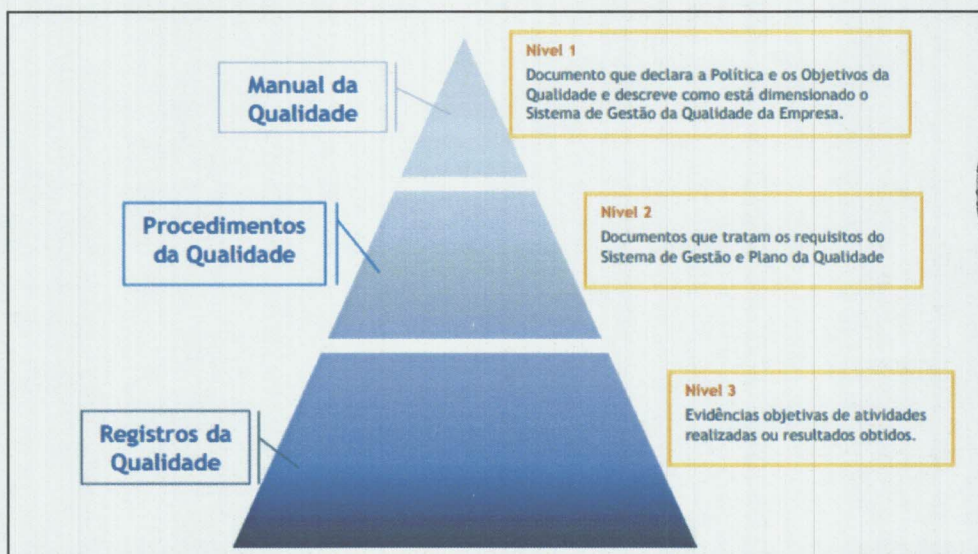 Manual da
Qualidade
Nível 1
Documento que declara a Política e os Objetivos da
Qualidade e descreve como está dimensionado o
Sistema de Gestão da Qualidade da Empresa.
Procedimentos
da Qualidade
Nível 2
Documentos que tratam os requisitos do
Sistema de Gestão e Plano da Qualidade
Registros da
Qualidade
Nível 3
Evidências objetivas de atividades
realizadas ou resultados obtidos.